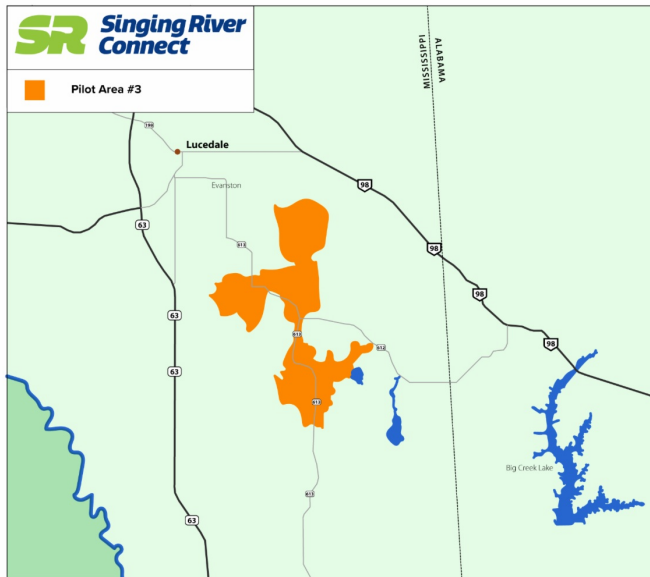 SR Singing River
Connect
Pilot Area #3
ALABAMA
MISSISSIPPI
198
Lucedale
Evanston
98
63
613
98
98
63
613
612
98
613
Big Creek Lake
613
63